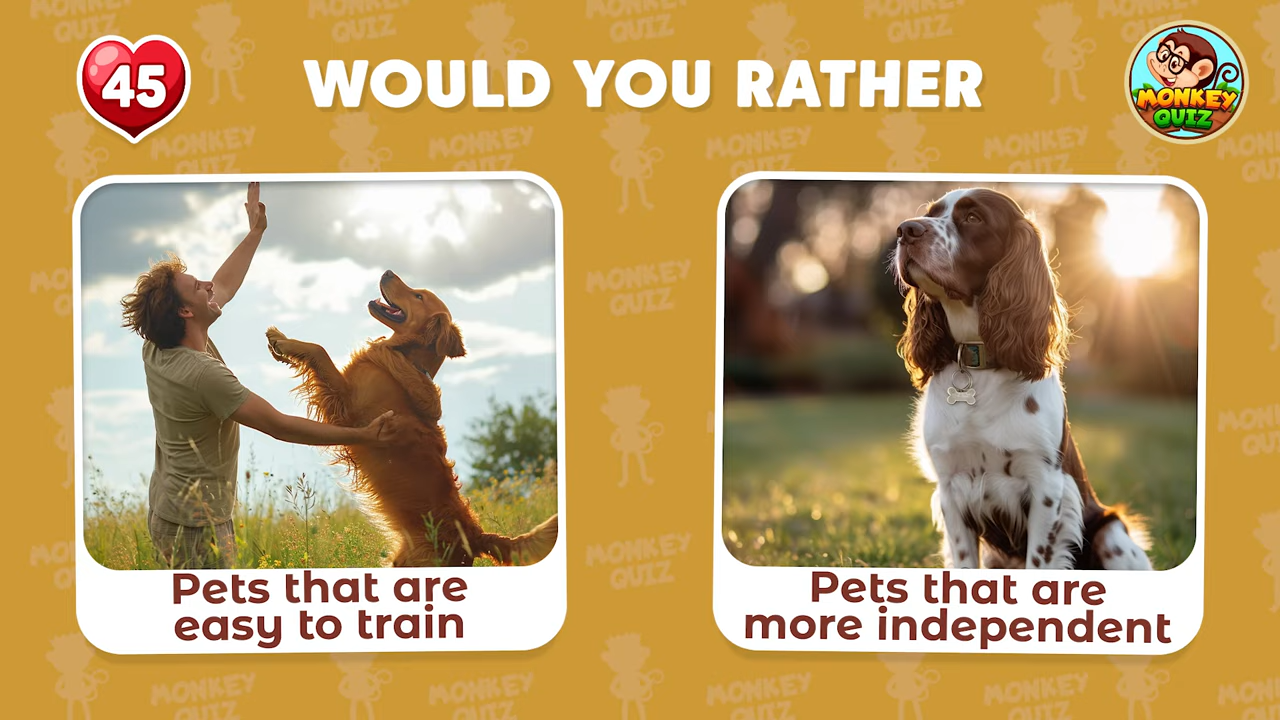 45
WOULD YOU RATHER
MONKEY
QUIZ
Pets that are
easy to train
Pets that are
more independent